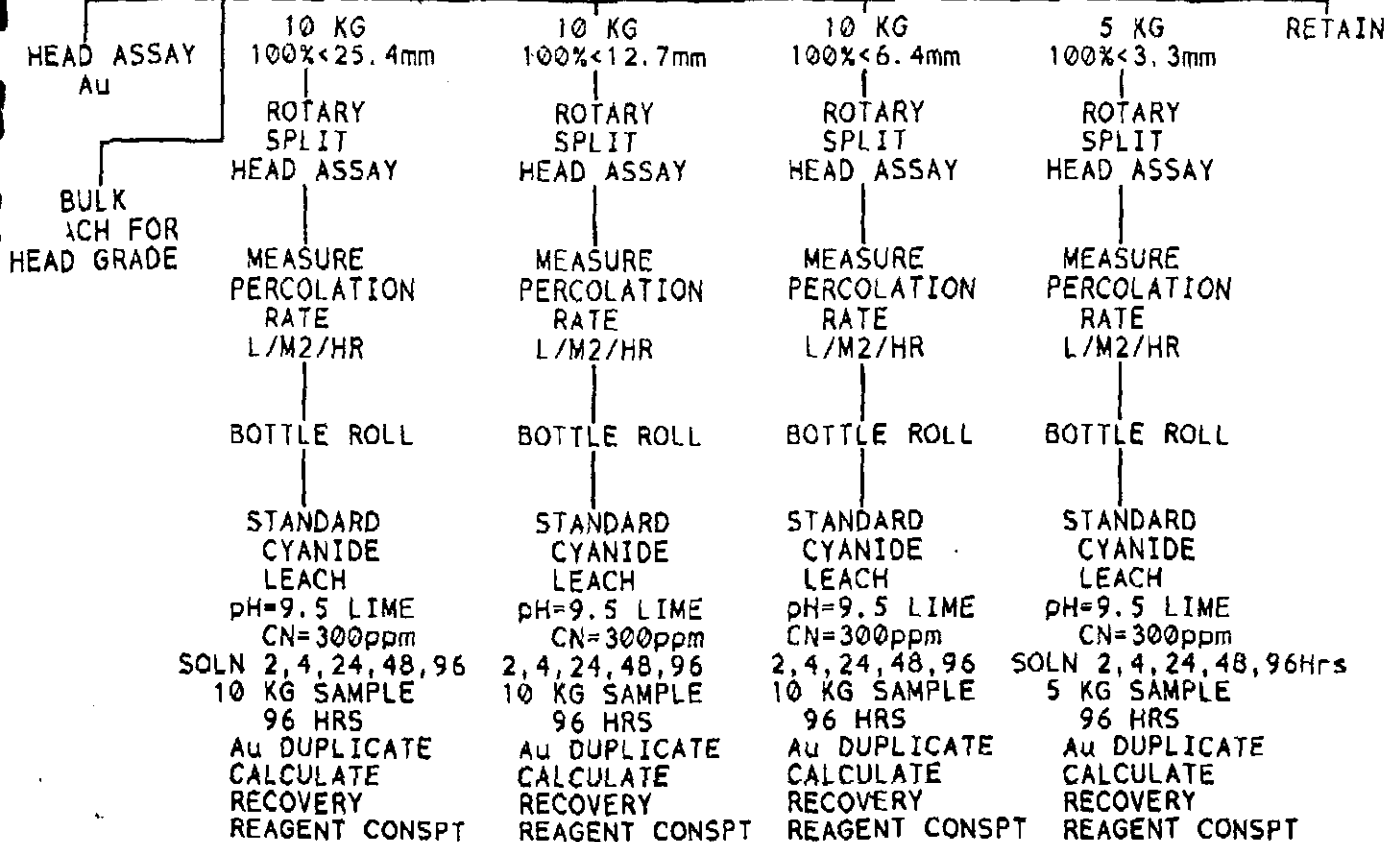 HEAD ASSAY
Au
BULK
ACH FOR
HEAD GRADE
10 KG
100%<25.4mm
ROTARY
SPLIT
HEAD ASSAY
MEASURE
PERCOLATION
RATE
L/M2/HR
BOTTLE ROLL
STANDARD
CYANIDE
LEACH
pH=9.5 LIME
CN=300ppm
SOLN 2,4,24,48,96
10 KG SAMPLE
96 HRS
Au DUPLICATE
CALCULATE
RECOVERY
REAGENT CONSPT
10 KG
100%<12.7mm
ROTARY
SPLIT
HEAD ASSAY
MEASURE
PERCOLATION
RATE
L/M2/HR
BOTTLE ROLL
STANDARD
CYANIDE
LEACH
pH=9.5 LIME
CN=300ppm
2,4,24,48,96
10 KG SAMPLE
96 HRS
Au DUPLICATE
CALCULATE
RECOVERY
REAGENT CONSPT
10 KG
100%<6.4mm
ROTARY
SPLIT
HEAD ASSAY
MEASURE
PERCOLATION
RATE
L/M2/HR
BOTTLE ROLL
STANDARD
CYANIDE
LEACH
pH=9.5 LIME
CN=300ppm
2,4,24,48,96
10 KG SAMPLE
96 HRS
Au DUPLICATE
CALCULATE
RECOVERY
REAGENT CONSPT
5 KG
100%<3.3mm
ROTARY
SPLIT
HEAD ASSAY
MEASURE
PERCOLATION
RATE
L/M2/HR
BOTTLE ROLL
STANDARD
CYANIDE
LEACH
pH=9.5 LIME
CN=300ppm
SOLN 2,4,24,48,96Hrs
5 KG SAMPLE
96 HRS
Au DUPLICATE
CALCULATE
RECOVERY
REAGENT CONSPT
RETAIN